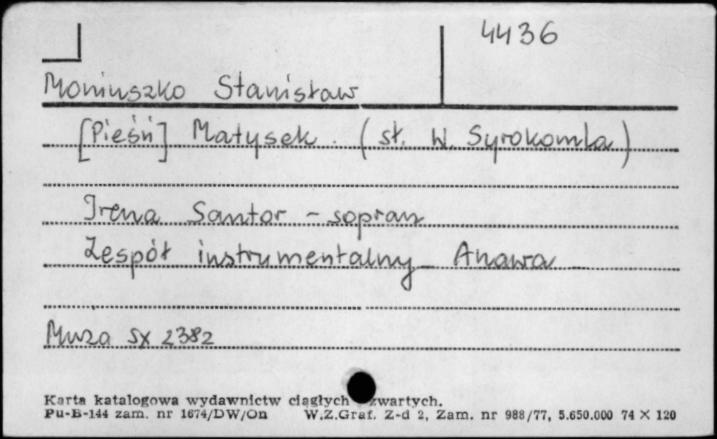 4436
Moniuszko Stanisław
[Pieśń] Matysek. (sł. W. Syrokomla)
Irena Santor - sopran
Zespół instrumentalny Anawa
Muza SX 2382
Karta katalogowa wydawnictw ciągłych zwartych.
Pu-B-144 zam. nr 1674/DW/On W.Z.Graf. Z-d 2, Zam. nr 988/77, 5.650.000 74 × 120